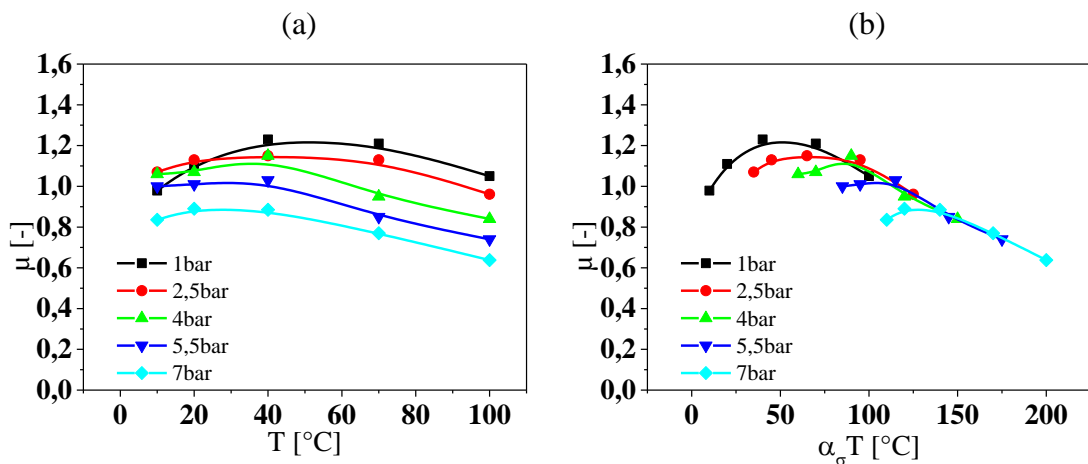 (a)
1,6
1,4
1,2
1,0
0,8
0,6
0,4
0,2
0,0
μ [-]
1bar
2,5bar
4bar
5,5bar
7bar
0 20 40 60 80 100
T [°C]
(b)
1,6
1,4
1,2
1,0
0,8
0,6
0,4
0,2
0,0
μ [-]
1bar
2,5bar
4bar
5,5bar
7bar
0 50 100 150 200
ασT [°C]